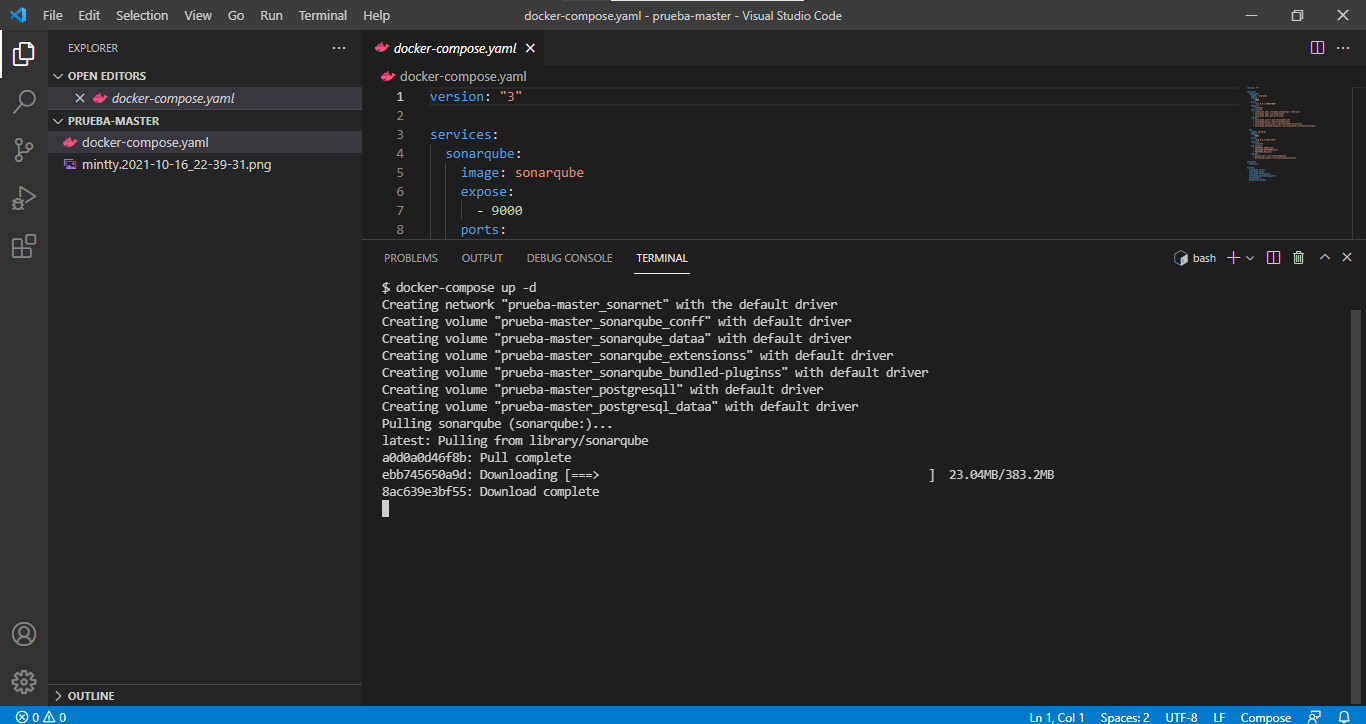 File Edit Selection View Go Run Terminal Help
docker-compose.yaml - prueba-master - Visual Studio Code
EXPLORER
OPEN EDITORS
docker-compose.yaml
PRUEBA-MASTER
docker-compose.yaml
mintty.2021-10-16_22-39-31.png
OUTLINE
docker-compose.yaml
docker-compose.yaml
1 version: "3"
2
3 services:
4 sonarqube:
5 image: sonarqube
6 expose:
7 - 9000
8 ports:
PROBLEMS OUTPUT DEBUG CONSOLE TERMINAL
bash
$ docker-compose up -d
Creating network "prueba-master_sonarnet" with the default driver
Creating volume "prueba-master_sonarqube_conff" with default driver
Creating volume "prueba-master_sonarqube_dataa" with default driver
Creating volume "prueba-master_sonarqube_extensionss" with default driver
Creating volume "prueba-master_sonarqube_bundled-pluginss" with default driver
Creating volume "prueba-master_postgresqll" with default driver
Creating volume "prueba-master_postgresql_dataa" with default driver
Pulling sonarqube (sonarqube:)...
latest: Pulling from library/sonarqube
a0d0a0d46f8b: Pull complete
ebb745650a9d: Downloading [===> ] 23.04MB/383.2MB
8ac639e3bf55: Download complete
0 0
Ln 1, Col 1 Spaces: 2 UTF-8 LF Compose